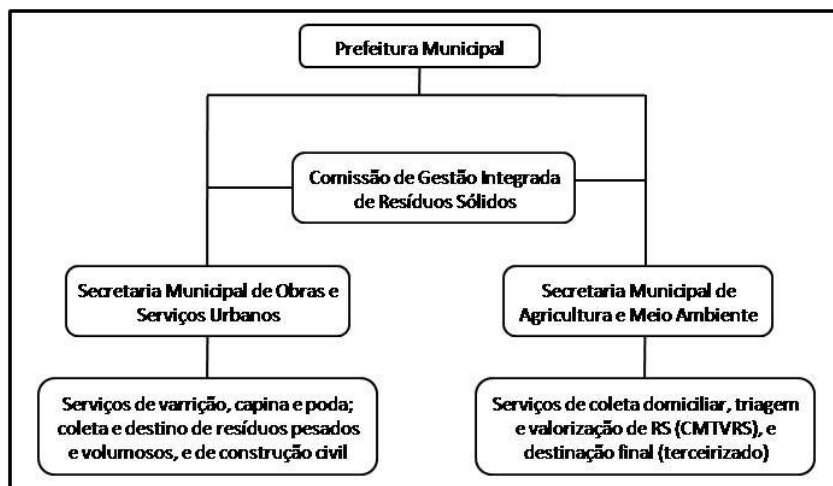 Prefeitura Municipal
Comissão de Gestão Integrada
de Resíduos Sólidos
Secretaria Municipal de Obras e
Serviços Urbanos
Secretaria Municipal de
Agricultura e Meio Ambiente
Serviços de varrição, capina e poda;
coleta e destino de resíduos pesados
e volumosos, e de construção civil
Serviços de coleta domiciliar, triagem
e valorização de RS (CMTVRS), e
destinação final (terceirizado)